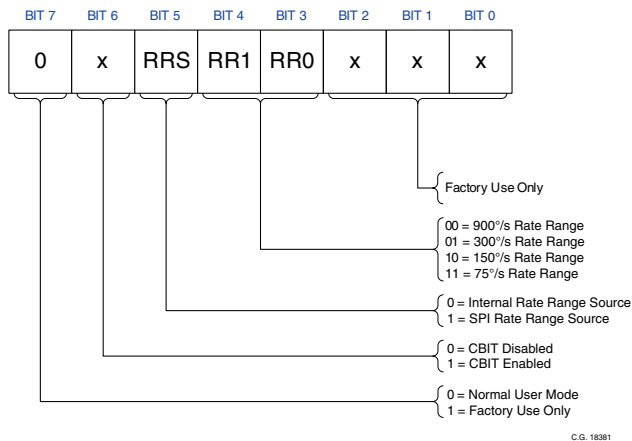 BIT 7 BIT 6 BIT 5 BIT 4 BIT 3 BIT 2 BIT 1 BIT 0
0 x RRS RR1 RR0 x x x
Factory Use Only
00 = 900°/s Rate Range
01 = 300°/s Rate Range
10 = 150°/s Rate Range
11 = 75°/s Rate Range
0 = Internal Rate Range Source
1 = SPI Rate Range Source
0 = CBIT Disabled
1 = CBIT Enabled
0 = Normal User Mode
1 = Factory Use Only
C.G. 18381